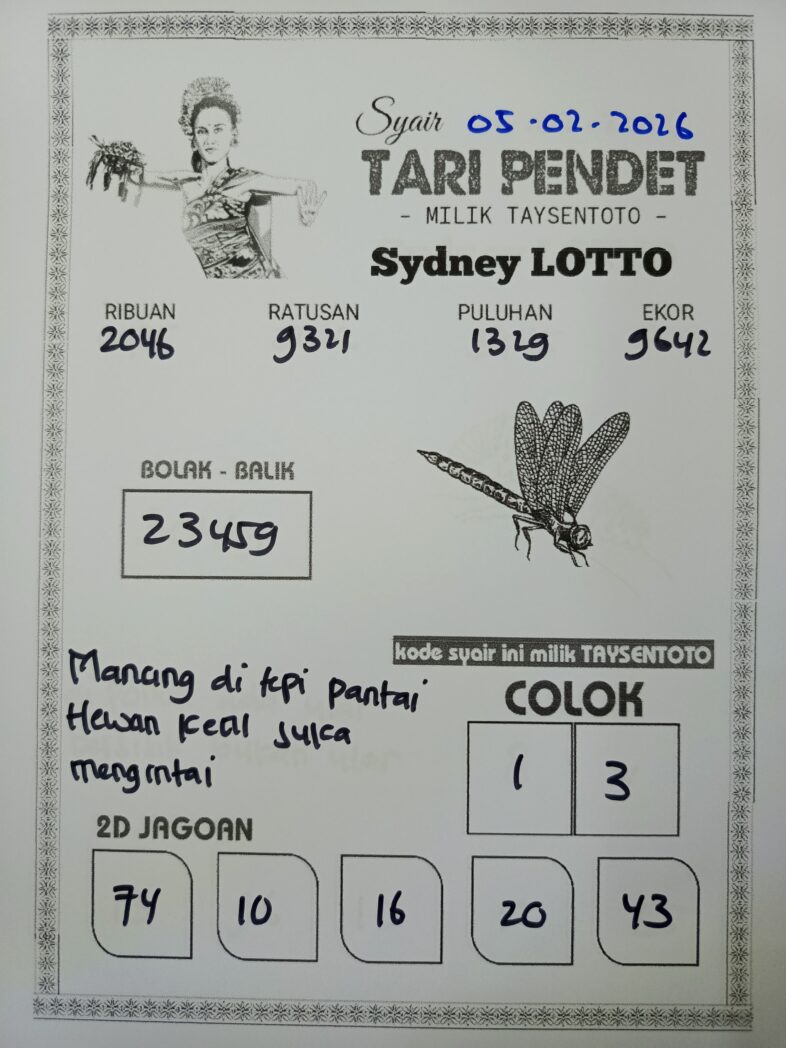 Syair 05.02.2026
TARI PENDET
- MILIK TAYSENTOTO -
Sydney LOTTO
RIBUAN RATUSAN PULUHAN EKOR
2046 9321 1329 9642
BOLAK - BALIK
23459
kode syair ini milik TAYSENTOTO
Mancing di tepi pantai
Hewan kecil suka
mengintai
COLOK
1 3
2D JAGOAN
74 10 16 20 43